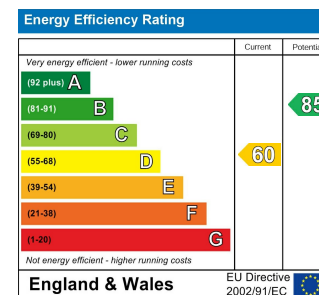 Energy Efficiency Rating
Current
Very energy efficient - lower running costs
(92 plus) A
(81-91) B
85
(69-80) C
(55-68) D
60
(39-54) E
(21-38) F
(1-20) G
Not energy efficient - higher running costs
England & Wales
EU Directive
2002/91/EC